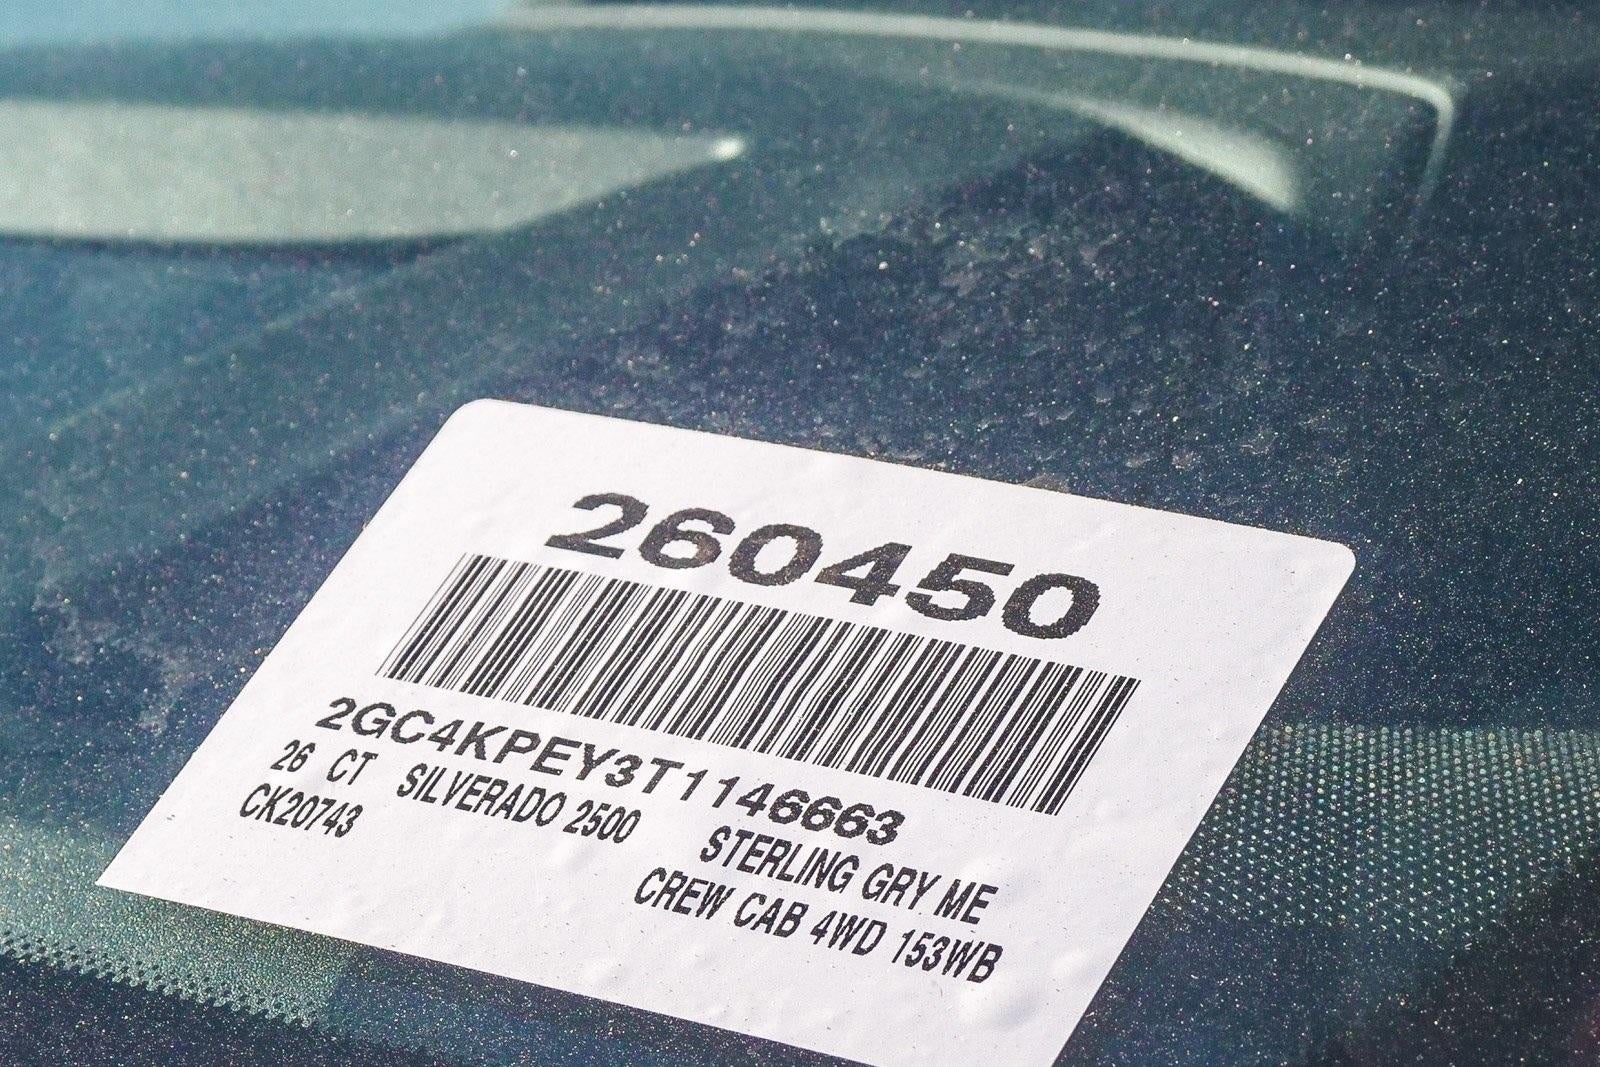 260450
2GC4KPEY3T1146663
26 CT SILVERADO 2500 STERLING GRY ME
CK20743 CREW CAB 4WD 153WB